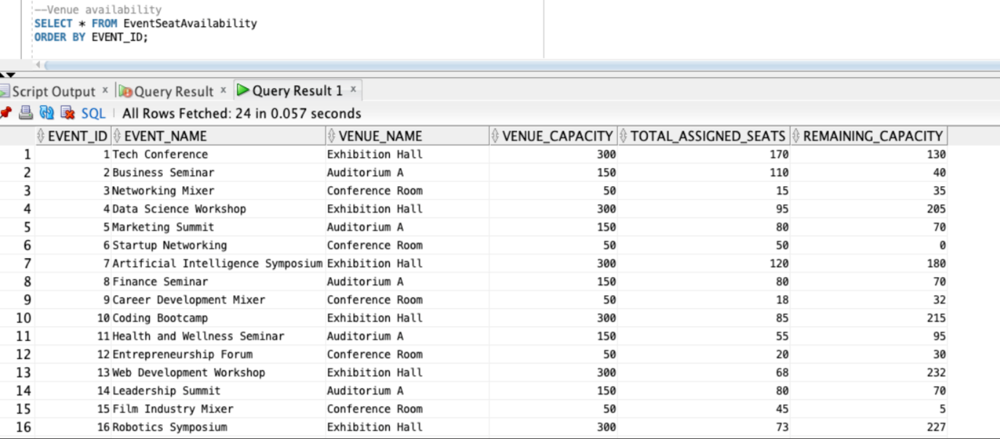 --Venue availability
SELECT * FROM EventSeatAvailability
ORDER BY EVENT_ID;
Script Output × Query Result × Query Result 1 ×
SQL | All Rows Fetched: 24 in 0.057 seconds
EVENT_ID EVENT_NAME VENUE_NAME VENUE_CAPACITY TOTAL_ASSIGNED_SEATS REMAINING_CAPACITY
1 1 Tech Conference Exhibition Hall 300 170 130
2 2 Business Seminar Auditorium A 150 110 40
3 3 Networking Mixer Conference Room 50 15 35
4 4 Data Science Workshop Exhibition Hall 300 95 205
5 5 Marketing Summit Auditorium A 150 80 70
6 6 Startup Networking Conference Room 50 50 0
7 7 Artificial Intelligence Symposium Exhibition Hall 300 120 180
8 8 Finance Seminar Auditorium A 150 80 70
9 9 Career Development Mixer Conference Room 50 18 32
10 10 Coding Bootcamp Exhibition Hall 300 85 215
11 11 Health and Wellness Seminar Auditorium A 150 55 95
12 12 Entrepreneurship Forum Conference Room 50 20 30
13 13 Web Development Workshop Exhibition Hall 300 68 232
14 14 Leadership Summit Auditorium A 150 80 70
15 15 Film Industry Mixer Conference Room 50 45 5
16 16 Robotics Symposium Exhibition Hall 300 73 227